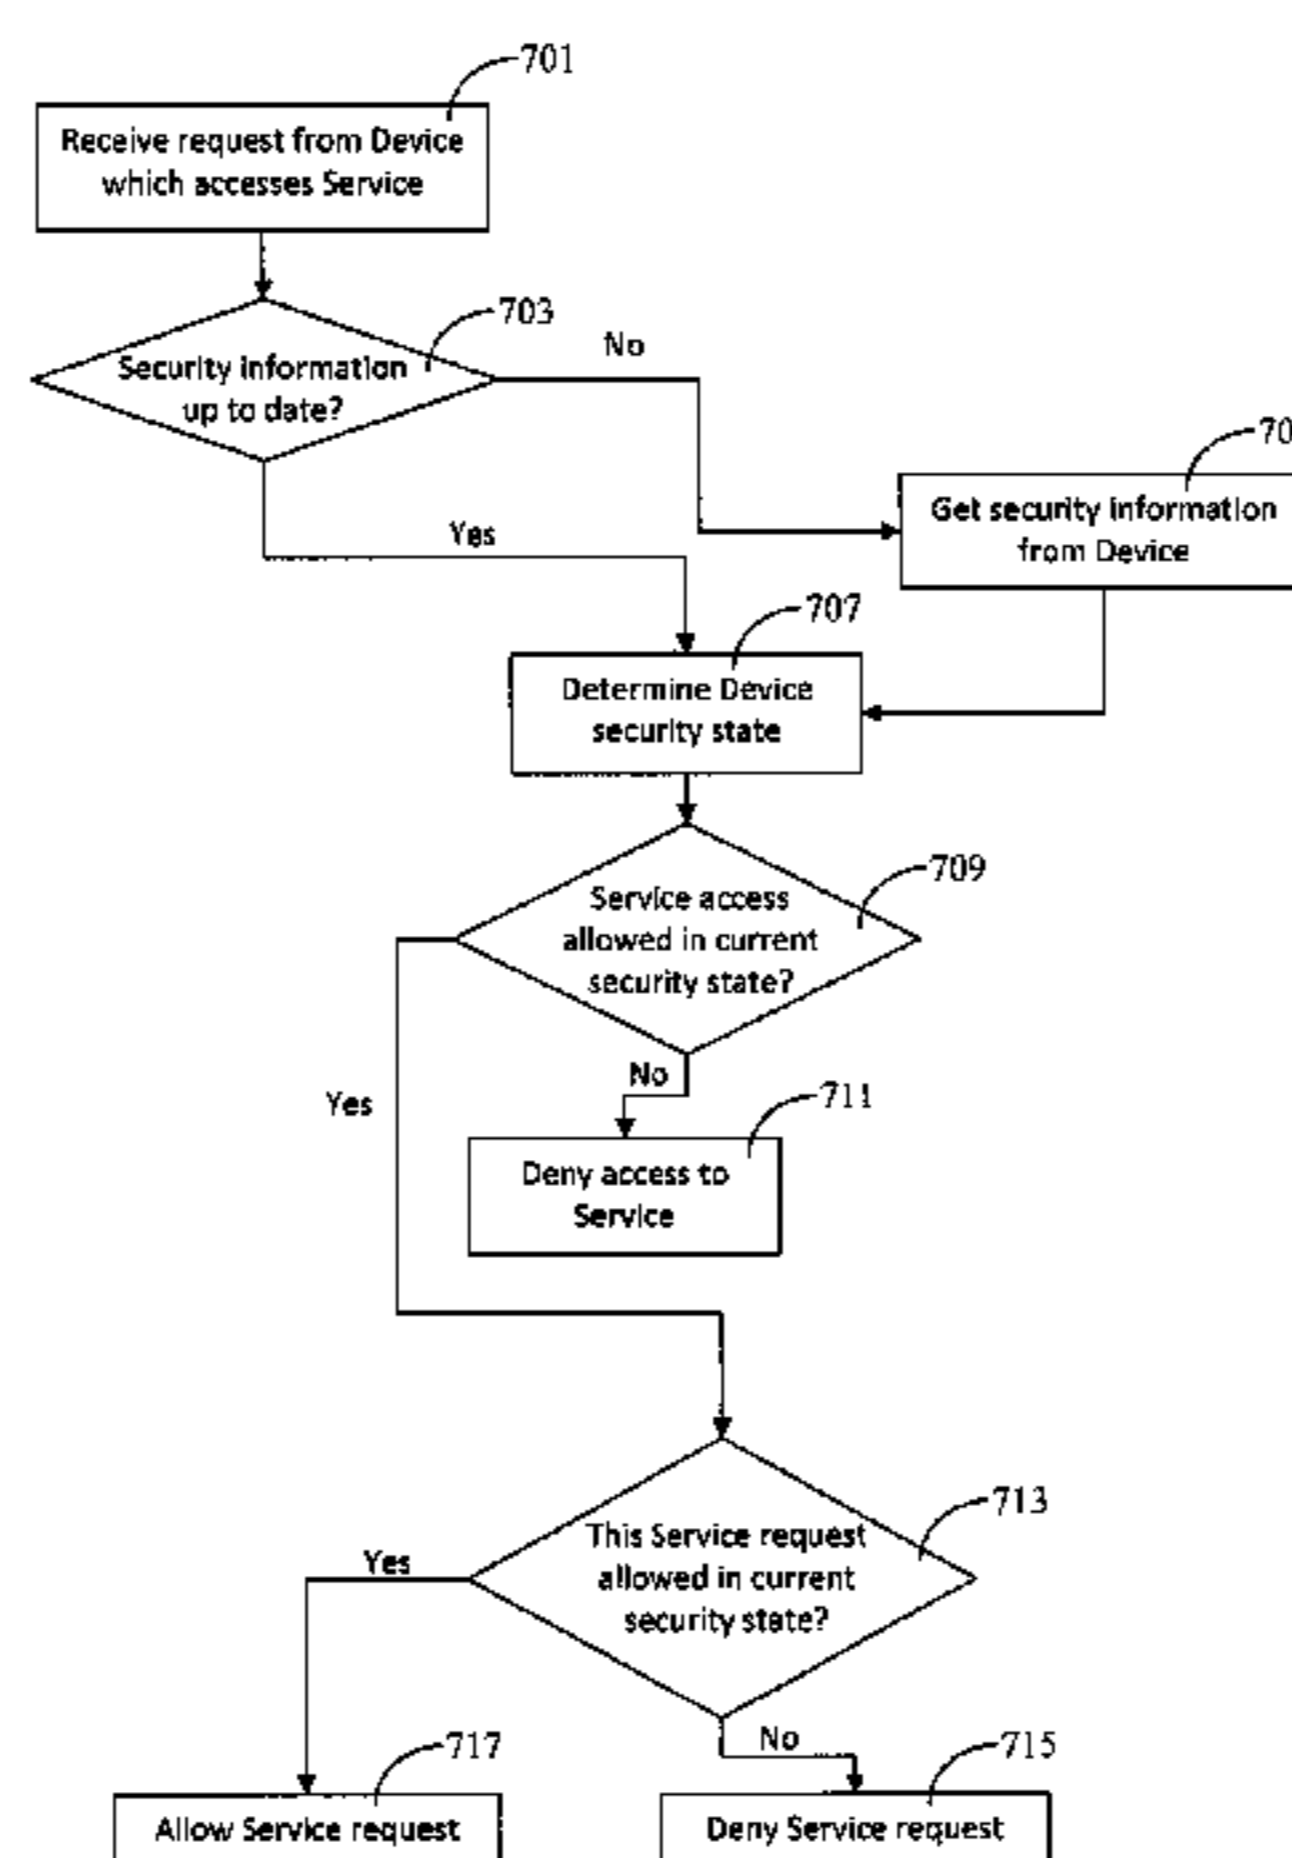 701
Receive request from Device
which accesses Service
703
Security information
up to date?
No
Yes
70
Get security information
from Device
707
Determine Device
security state
709
Service access
allowed in current
security state?
No
Yes
711
Deny access to
Service
713
This Service request
allowed in current
security state?
Yes
No
717
Allow Service request
715
Deny Service request